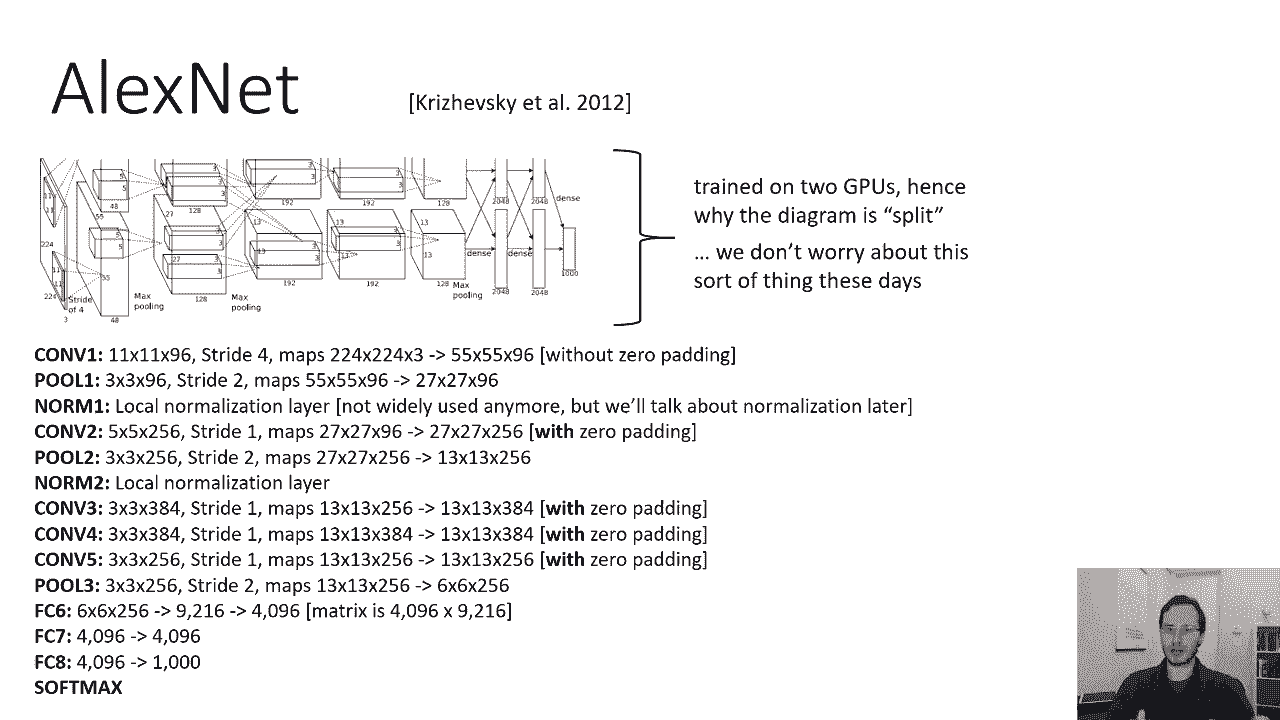 AlexNet
[Krizhevsky et al. 2012]
trained on two GPUs, hence
why the diagram is “split”
... we don’t worry about this
sort of thing these days
11
11
5
5
48
55
3
3
27
128
3
3
192
3
3
192
128
2048
2048
dense
224
11
11
5
5
55
27
3
3
3
3
13
13
3
3
13
13
3
3
13
13
dense
dense
1000
224
Stride
of 4
3
48
Max
pooling
128
Max
pooling
192
192
128
Max
pooling
2048
2048
CONV1: 11x11x96, Stride 4, maps 224x224x3 -> 55x55x96 [without zero padding]
POOL1: 3x3x96, Stride 2, maps 55x55x96 -> 27x27x96
NORM1: Local normalization layer [not widely used anymore, but we’ll talk about normalization later]
CONV2: 5x5x256, Stride 1, maps 27x27x96 -> 27x27x256 [with zero padding]
POOL2: 3x3x256, Stride 2, maps 27x27x256 -> 13x13x256
NORM2: Local normalization layer
CONV3: 3x3x384, Stride 1, maps 13x13x256 -> 13x13x384 [with zero padding]
CONV4: 3x3x384, Stride 1, maps 13x13x384 -> 13x13x384 [with zero padding]
CONV5: 3x3x256, Stride 1, maps 13x13x256 -> 13x13x256 [with zero padding]
POOL3: 3x3x256, Stride 2, maps 13x13x256 -> 6x6x256
FC6: 6x6x256 -> 9,216 -> 4,096 [matrix is 4,096 x 9,216]
FC7: 4,096 -> 4,096
FC8: 4,096 -> 1,000
SOFTMAX